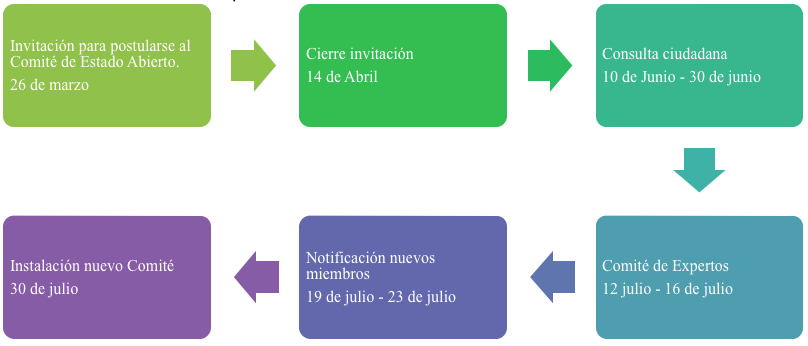 Invitación para postularse al
Comité de Estado Abierto.
26 de marzo
Cierre invitación
14 de Abril
Consulta ciudadana
10 de Junio - 30 de junio
Comité de Expertos
12 julio - 16 de julio
Notificación nuevos
miembros
19 de julio - 23 de julio
Instalación nuevo Comité
30 de julio